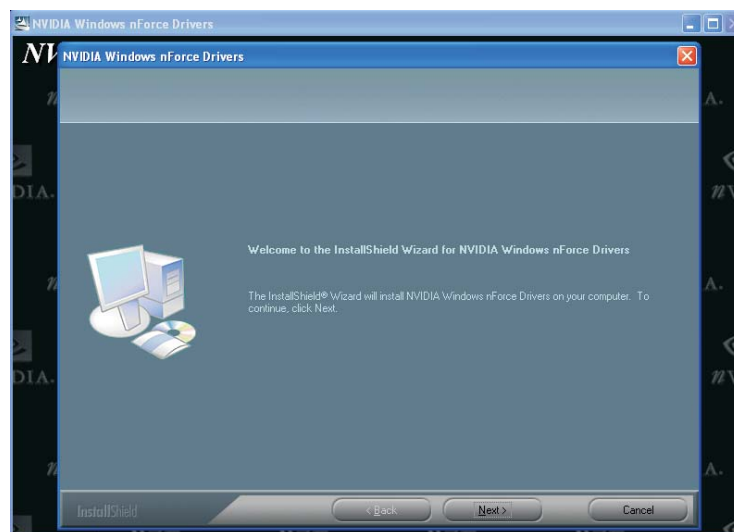 NVIDIA Windows nForce Drivers
NVIDIA Windows nForce Drivers
Welcome to the InstallShield Wizard for NVIDIA Windows nForce Drivers
The InstallShield® Wizard will install NVIDIA Windows nForce Drivers on your computer. To
continue, click Next.
InstallShield
< Back
Next >
Cancel